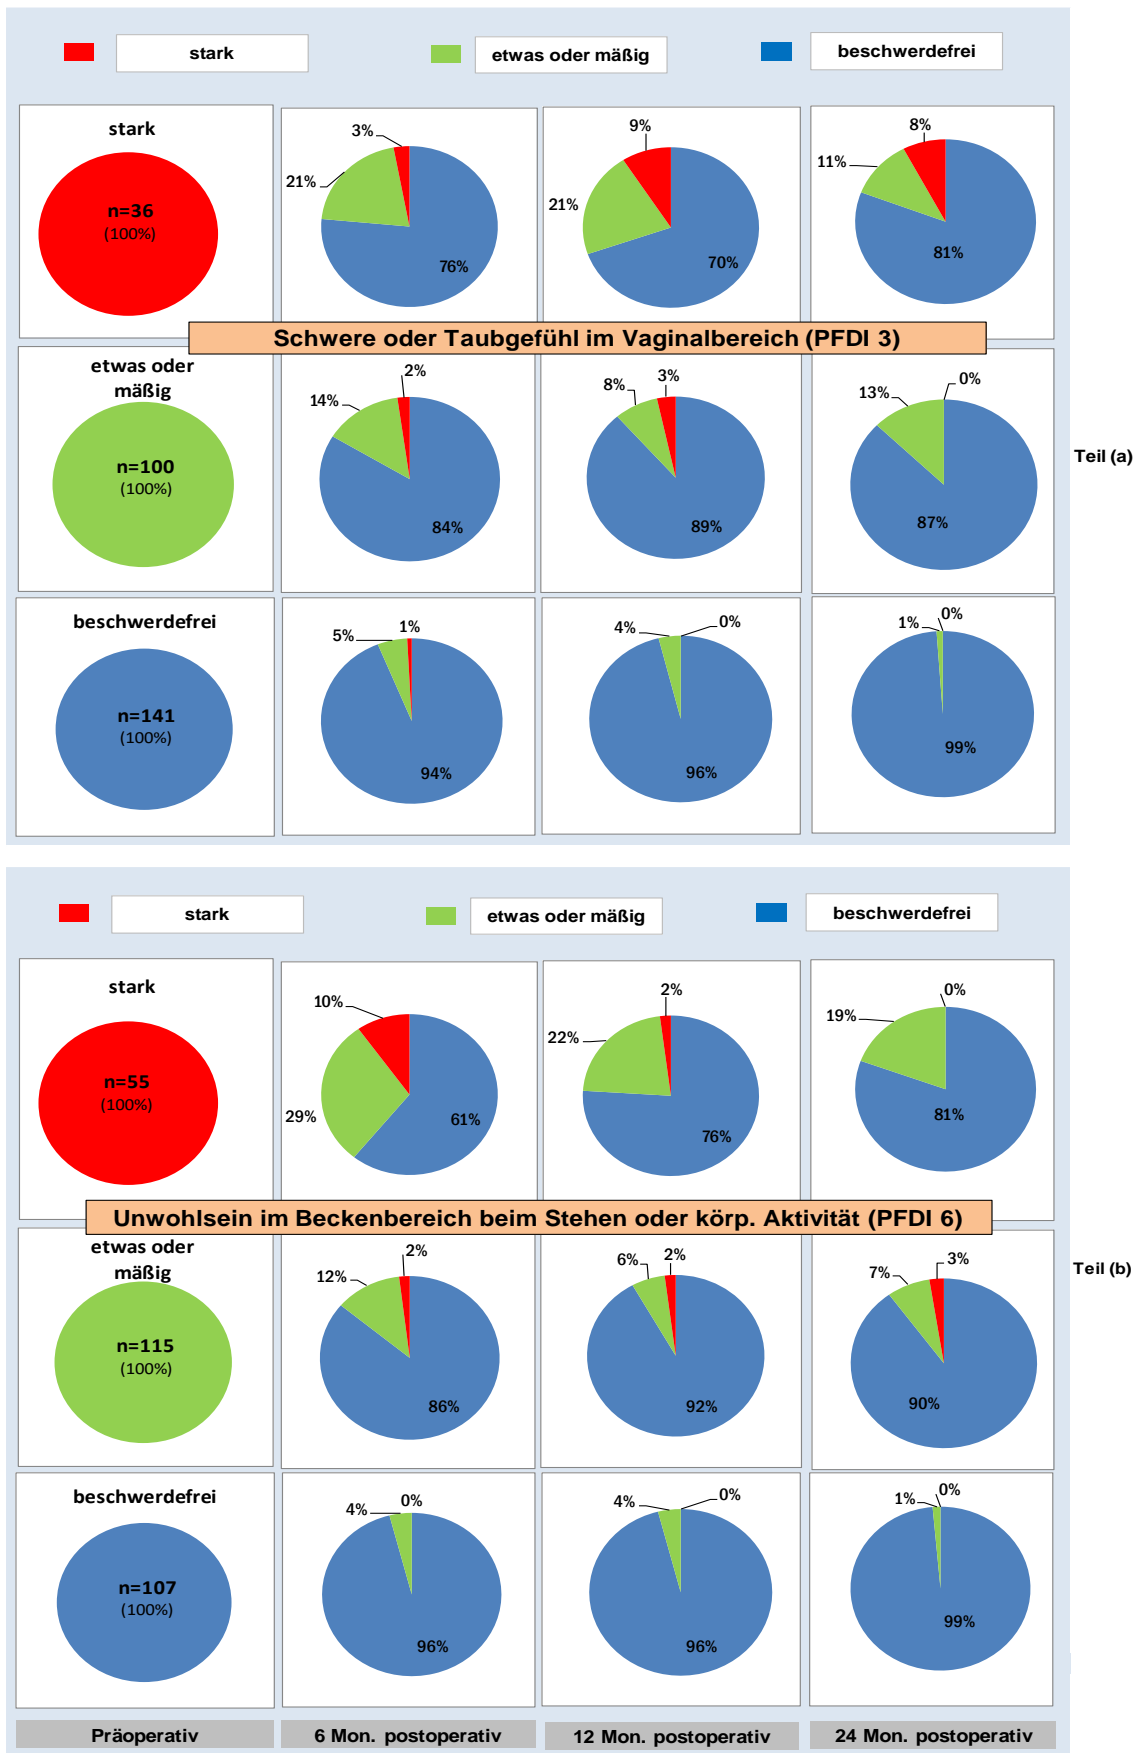 stark
etwas oder mäßig
beschwerdefrei
stark
n=36
(100%)
3%
21%
76%
9%
21%
70%
8%
11%
81%
Schwere oder Taubgefühl im Vaginalbereich (PFDI 3)
etwas oder
mäßig
n=100
(100%)
2%
14%
84%
3%
8%
89%
0%
13%
87%
Teil (a)
beschwerdefrei
n=141
(100%)
1%
5%
94%
0%
4%
96%
0%
1%
99%
stark
etwas oder mäßig
beschwerdefrei
stark
n=55
(100%)
10%
29%
61%
2%
22%
76%
0%
19%
81%
Unwohlsein im Beckenbereich beim Stehen oder körp. Aktivität (PFDI 6)
etwas oder
mäßig
n=115
(100%)
2%
12%
86%
2%
6%
92%
3%
7%
90%
Teil (b)
beschwerdefrei
n=107
(100%)
0%
4%
96%
0%
4%
96%
0%
1%
99%
Präoperativ
6 Mon. postoperativ
12 Mon. postoperativ
24 Mon. postoperativ